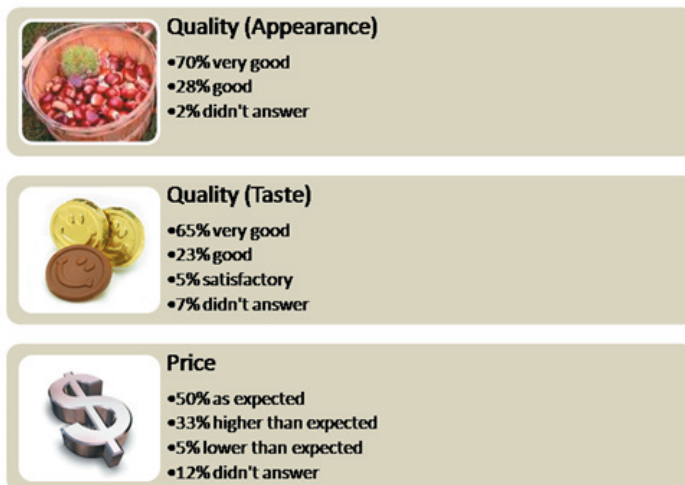 Quality (Appearance)
•70% very good
•28% good
•2% didn't answer
Quality (Taste)
•65% very good
•23% good
•5% satisfactory
•7% didn't answer
Price
•50% as expected
•33% higher than expected
•5% lower than expected
•12% didn't answer